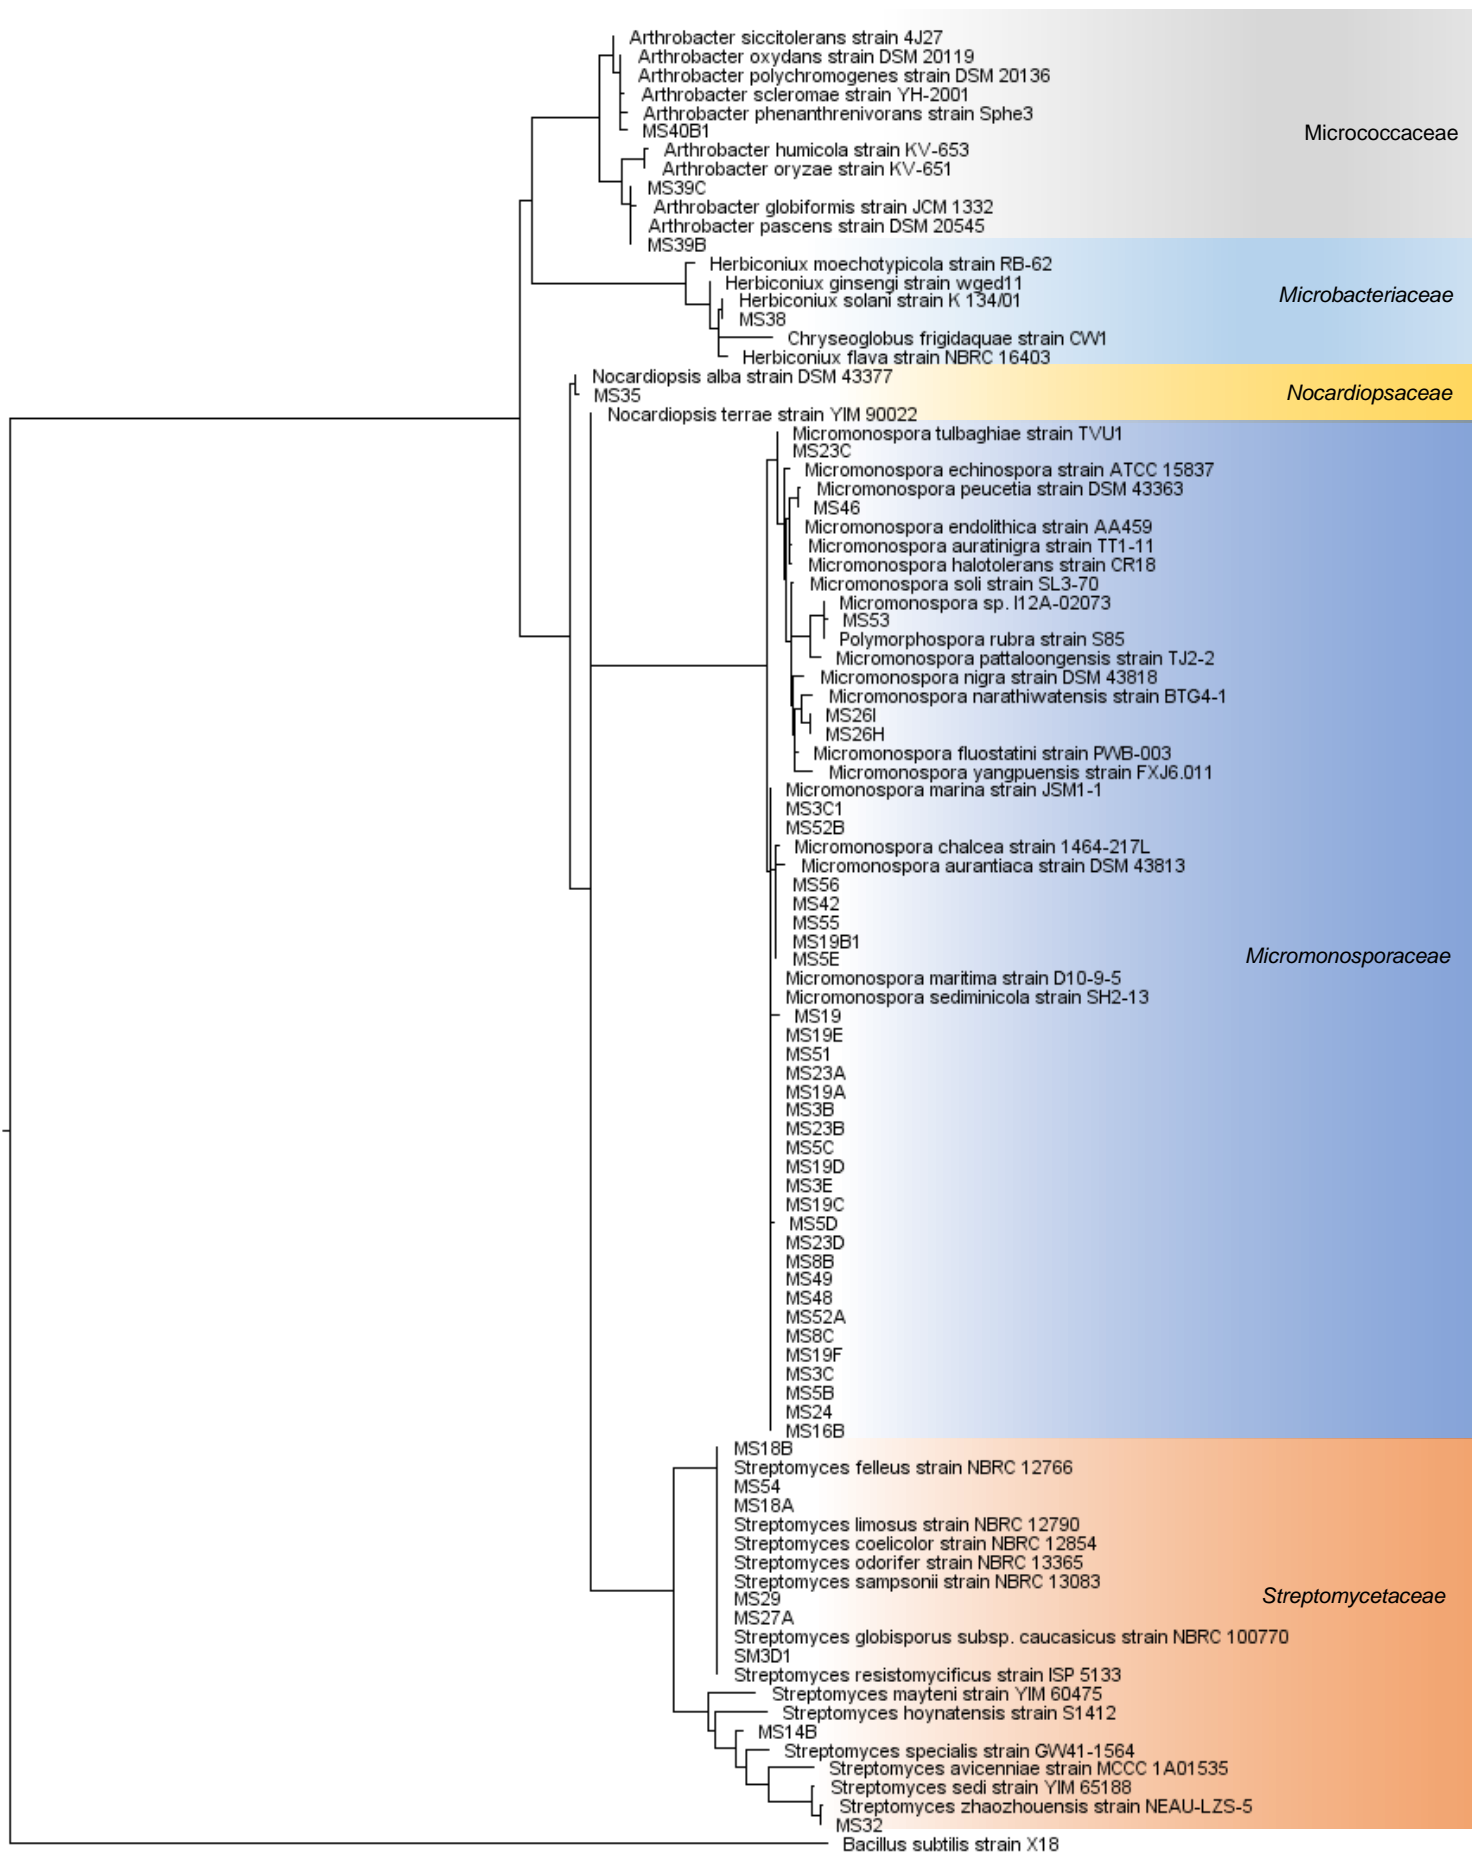 Arthrobacter siccitolerans strain 4J27
Arthrobacter oxydans strain DSM 20119
Arthrobacter polychromogenes strain DSM 20136
Arthrobacter scleromae strain YH-2001
Arthrobacter phenanthrenivorans strain Sphe3
MS40B1
Micrococcaceae
Arthrobacter humicola strain KV-653
Arthrobacter oryzae strain KV-651
MS39C
Arthrobacter globiformis strain JCM 1332
Arthrobacter pascens strain DSM 20545
MS39B
Herbiconiux moechotypicola strain RB-62
Herbiconiux ginsengi strain wged11
Microbacteriaceae
Herbiconiux solani strain K 134/01
MS38
Chryseoglobus frigidaquae strain CW1
Herbiconiux flava strain NBRC 16403
Nocardiopsis alba strain DSM 43377
MS35
Nocardiopsaceae
Nocardiopsis terrae strain YIM 90022
Micromonospora tulbaghiae strain TVU1
MS23C
Micromonospora echinospora strain ATCC 15837
Micromonospora peucetia strain DSM 43363
MS46
Micromonospora endolithica strain AA459
Micromonospora auratinigra strain TT1-11
Micromonospora halotolerans strain CR18
Micromonospora soli strain SL3-70
Micromonospora sp. I12A-02073
MS53
Polymorphospora rubra strain S85
Micromonospora pattaloongensis strain TJ2-2
Micromonospora nigra strain DSM 43818
Micromonospora narathiwatensis strain BTG4-1
MS26I
MS26H
Micromonospora fluostatini strain PWB-003
Micromonospora yangpuensis strain FXJ6.011
Micromonospora marina strain JSM1-1
MS3C1
MS52B
Micromonospora chalcea strain 1464-217L
Micromonospora aurantiaca strain DSM 43813
MS56
MS42
MS55
MS19B1
Micromonosporaceae
MS5E
Micromonospora maritima strain D10-9-5
Micromonospora sediminicola strain SH2-13
MS19
MS19E
MS51
MS23A
MS19A
MS3B
MS23B
MS5C
MS19D
MS3E
MS19C
MS5D
MS23D
MS8B
MS49
MS48
MS52A
MS8C
MS19F
MS3C
MS5B
MS24
MS16B
MS18B
Streptomyces felleus strain NBRC 12766
MS54
MS18A
Streptomyces limosus strain NBRC 12790
Streptomyces coelicolor strain NBRC 12854
Streptomyces odorifer strain NBRC 13365
Streptomyces sampsonii strain NBRC 13083
Streptomycetaceae
MS29
MS27A
Streptomyces globisporus subsp. caucasicus strain NBRC 100770
SM3D1
Streptomyces resistomycificus strain ISP 5133
Streptomyces mayteni strain YIM 60475
Streptomyces hoynatensis strain S1412
MS14B
Streptomyces specialis strain GW41-1564
Streptomyces avicenniae strain MCCC 1A01535
Streptomyces sedi strain YIM 65188
Streptomyces zhaozhouensis strain NEAU-LZS-5
MS32
Bacillus subtilis strain X18